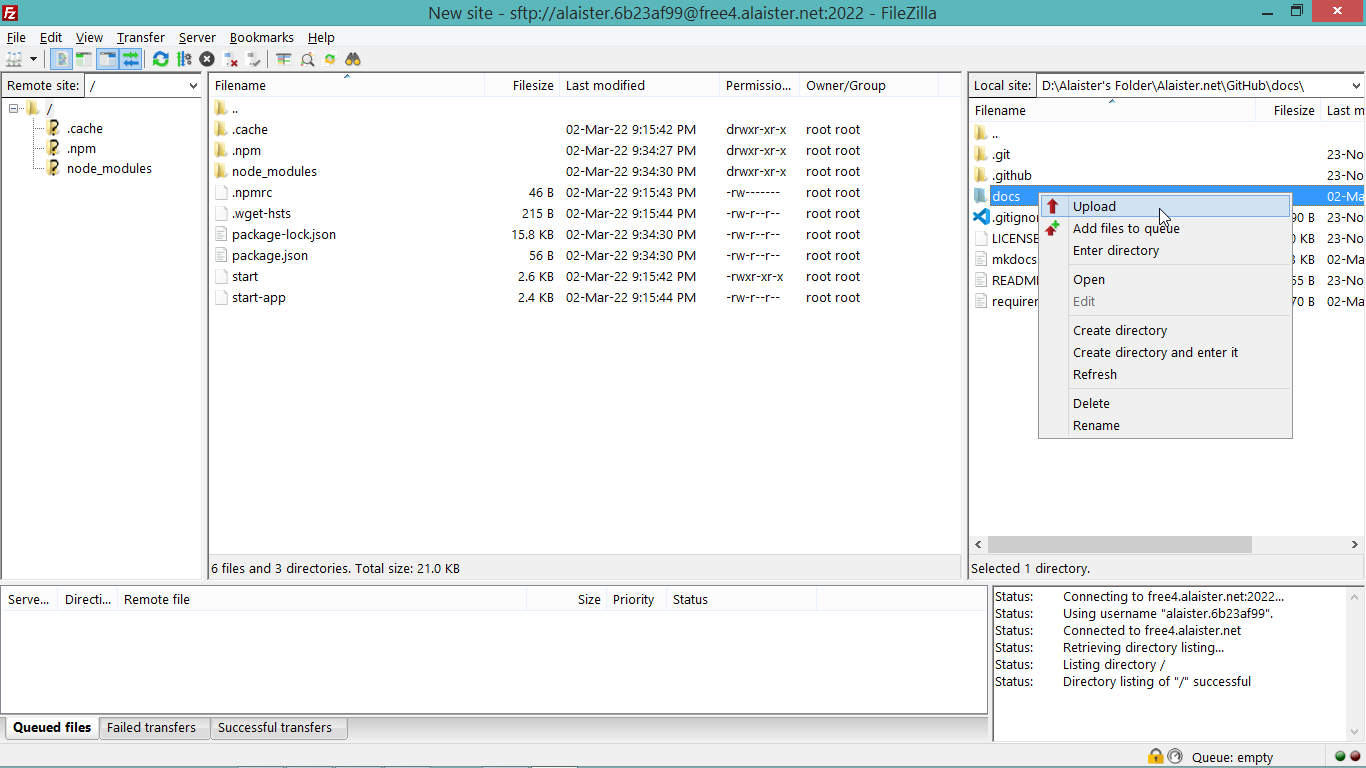 New site - sftp://alaister.6b23af99@free4.alaister.net:2022 - FileZilla
File Edit View Transfer Server Bookmarks Help
Remote site: /
/
.cache
.npm
node_modules
Filename Filesize Last modified Permissio... Owner/Group
..
.cache 02-Mar-22 9:15:42 PM drwxr-xr-x root root
.npm 02-Mar-22 9:34:27 PM drwxr-xr-x root root
node_modules 02-Mar-22 9:34:30 PM drwxr-xr-x root root
.npmrc 46 B 02-Mar-22 9:15:43 PM -rw------- root root
.wget-hsts 215 B 02-Mar-22 9:15:44 PM -rw-r--r-- root root
package-lock.json 15.8 KB 02-Mar-22 9:34:30 PM -rw-r--r-- root root
package.json 56 B 02-Mar-22 9:34:30 PM -rw-r--r-- root root
start 2.6 KB 02-Mar-22 9:15:42 PM -rwxr-xr-x root root
start-app 2.4 KB 02-Mar-22 9:15:44 PM -rw-r--r-- root root
6 files and 3 directories. Total size: 21.0 KB
Local site: D:\Alaister's Folder\Alaister.net\GitHub\docs\
Filename Filesize Last m
..
.git 23-No
.github 23-No
docs 02-Ma
.gitigno 90 B 23-No
LICENSE KB 23-No
mkdocs KB 02-Ma
READM 55 B 23-No
requirer 70 B 02-Ma
Upload
Add files to queue
Enter directory
Open
Edit
Create directory
Create directory and enter it
Refresh
Delete
Rename
Selected 1 directory.
Serve... Directi... Remote file Size Priority Status
Queued files Failed transfers Successful transfers
Status: Connecting to free4.alaister.net:2022...
Status: Using username "alaister.6b23af99".
Status: Connected to free4.alaister.net
Status: Retrieving directory listing...
Status: Listing directory /
Status: Directory listing of "/" successful
Queue: empty